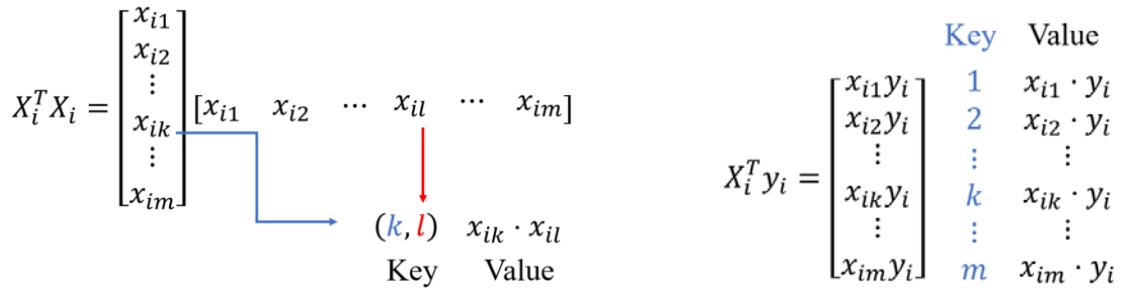 X_i^T X_i = [x_{i1} x_{i2} ⋮ x_{ik} ⋮ x_{im}] [x_{i1} x_{i2} ⋯ x_{il} ⋯ x_{im}]
(k, l) x_{ik} · x_{il}
Key Value
Key Value
X_i^T y_i = [x_{i1}y_i x_{i2}y_i ⋮ x_{ik}y_i ⋮ x_{im}y_i]
1 x_{i1} · y_i
2 x_{i2} · y_i
⋮ ⋮
k x_{ik} · y_i
⋮ ⋮
m x_{im} · y_i